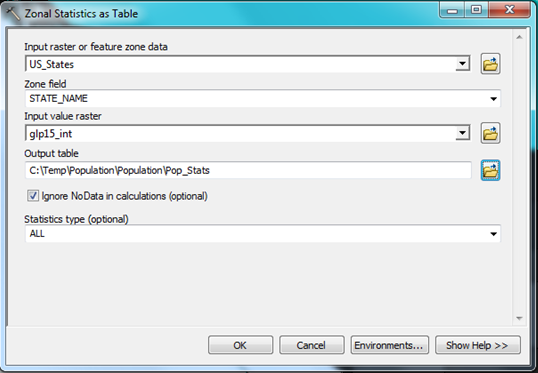 Zonal Statistics as Table
Input raster or feature zone data
US_States
Zone field
STATE_NAME
Input value raster
glp15_int
Output table
C:\Temp\Population\Population\Pop_Stats
Ignore NoData in calculations (optional)
Statistics type (optional)
ALL
OK Cancel Environments... Show Help >>